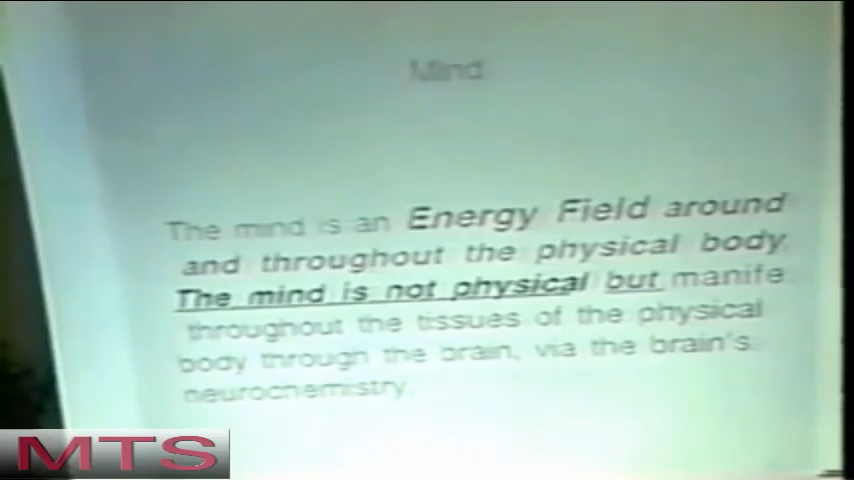 Mind
The mind is an Energy Field around
and throughout the physical body.
The mind is not physical but manife
throughout the tissues of the physical
body through the brain, via the brain's
neurochemistry.
MTS